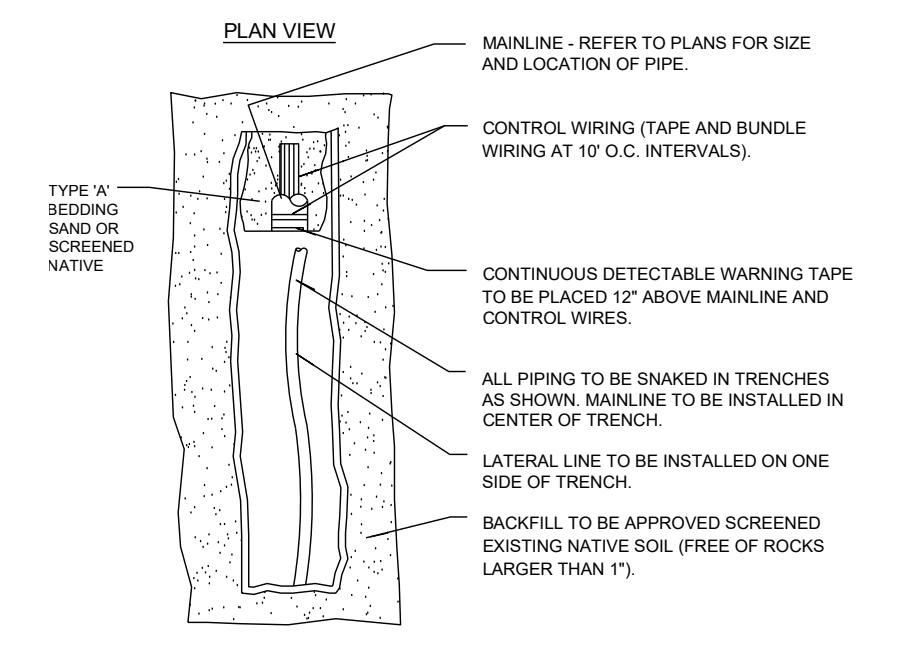 PLAN VIEW
MAINLINE - REFER TO PLANS FOR SIZE
AND LOCATION OF PIPE.
CONTROL WIRING (TAPE AND BUNDLE
WIRING AT 10' O.C. INTERVALS).
TYPE 'A'
BEDDING
SAND OR
SCREENED
NATIVE
CONTINUOUS DETECTABLE WARNING TAPE
TO BE PLACED 12" ABOVE MAINLINE AND
CONTROL WIRES.
ALL PIPING TO BE SNAKED IN TRENCHES
AS SHOWN. MAINLINE TO BE INSTALLED IN
CENTER OF TRENCH.
LATERAL LINE TO BE INSTALLED ON ONE
SIDE OF TRENCH.
BACKFILL TO BE APPROVED SCREENED
EXISTING NATIVE SOIL (FREE OF ROCKS
LARGER THAN 1").